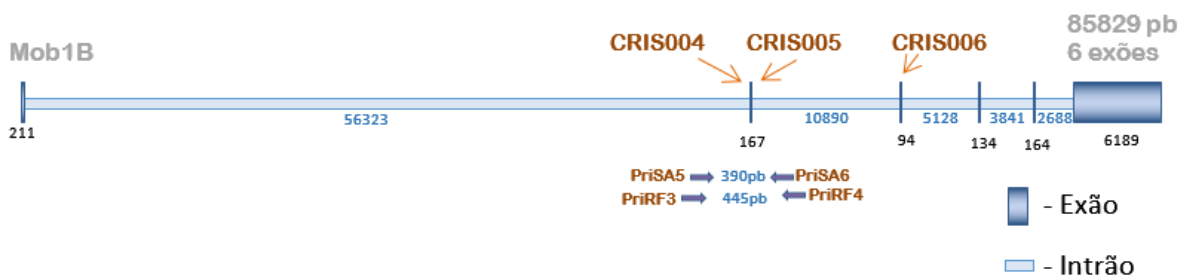 Mob1B
CRIS004
CRIS005
CRIS006
85829 pb
6 exões
211
56323
167
10890
94
5128
134
3841
164
2688
6189
PriSA5 390pb PriSA6
PriRF3 445pb PriRF4
- Exão
- Intrão